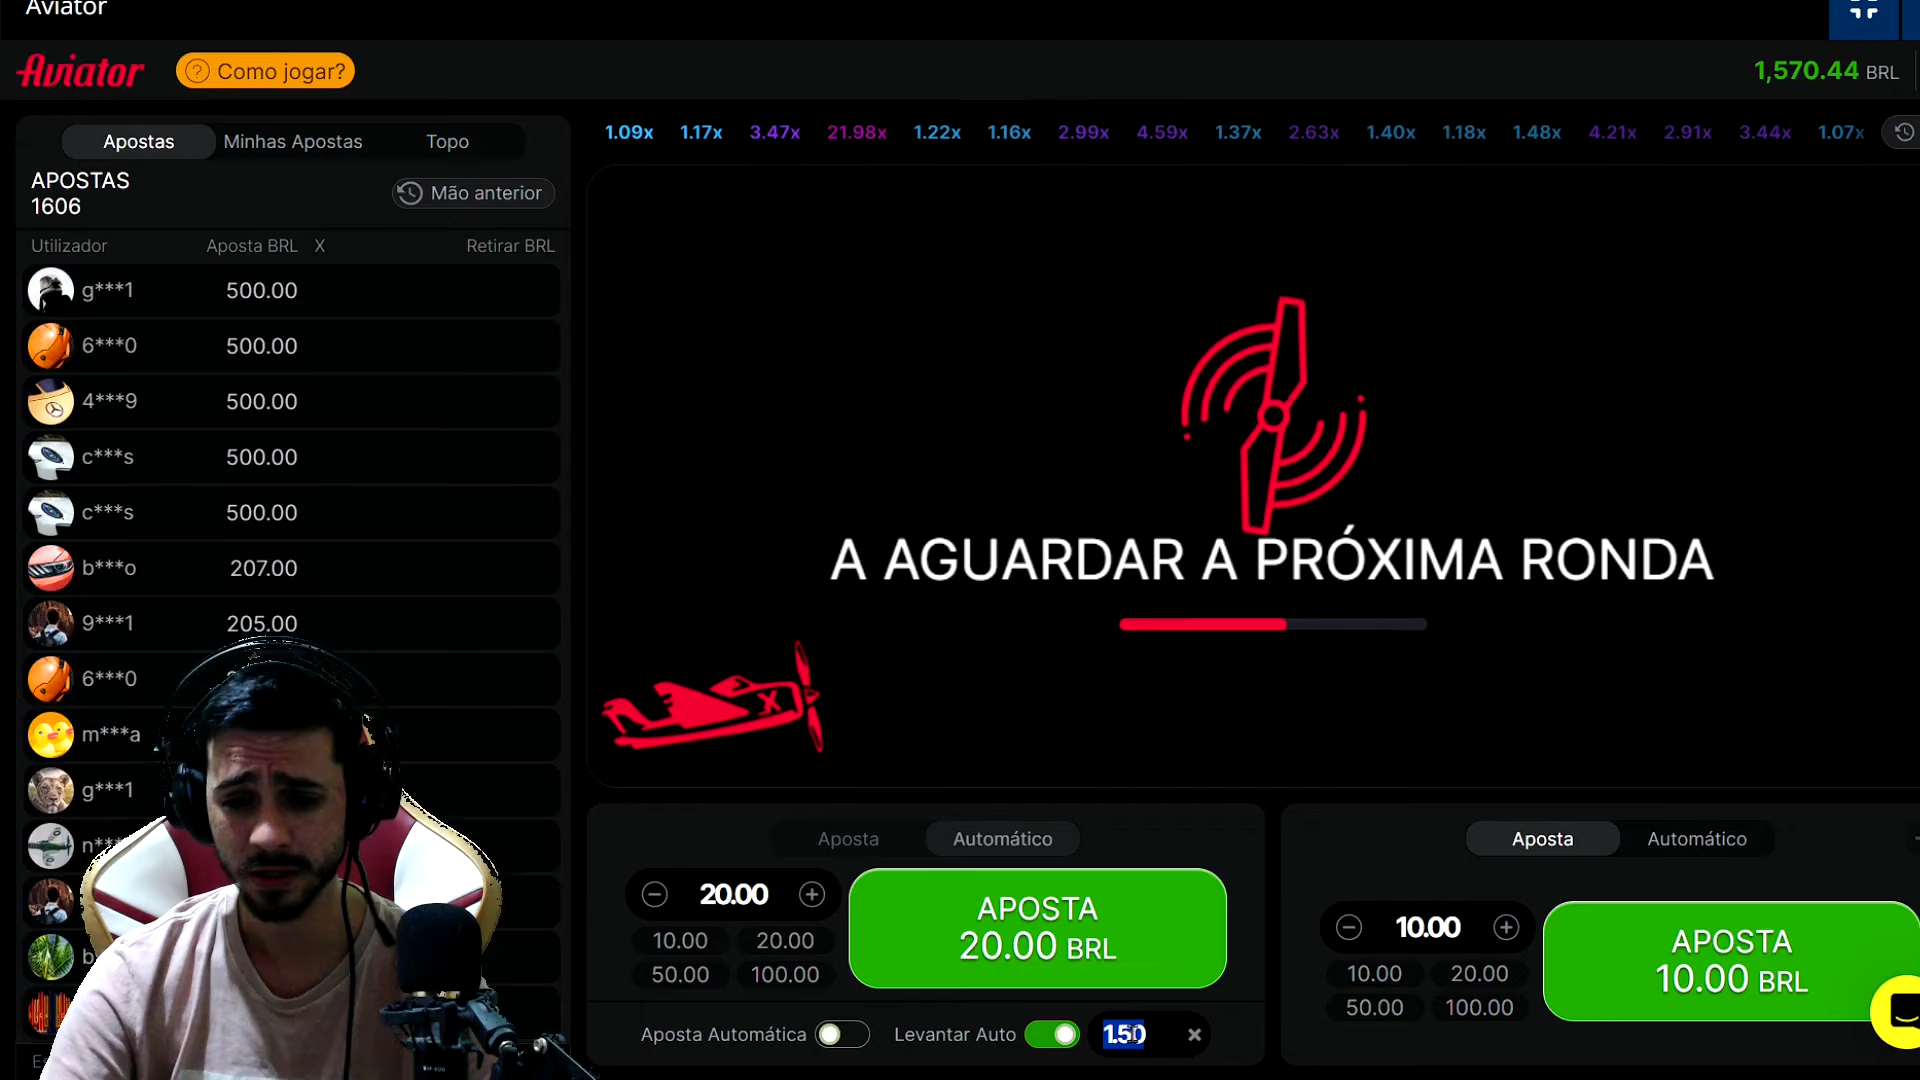 Aviator
Aviator
? Como jogar?
1,570.44 BRL
Apostas
Minhas Apostas
Topo
APOSTAS
1606
Mão anterior
Utilizador
Aposta BRL
X
Retirar BRL
g***1
500.00
6***0
500.00
4***9
500.00
c***s
500.00
c***s
500.00
b***o
207.00
9***1
205.00
6***0
m***a
g***1
1.09x 1.17x 3.47x 21.98x 1.22x 1.16x 2.99x 4.59x 1.37x 2.63x 1.40x 1.18x 1.48x 4.21x 2.91x 3.44x 1.07x
A AGUARDAR A PRÓXIMA RONDA
X
Aposta
Automático
20.00
10.00
20.00
50.00
100.00
APOSTA
20.00 BRL
Aposta Automática
Levantar Auto
1.50
Aposta
Automático
10.00
10.00
20.00
50.00
100.00
APOSTA
10.00 BRL